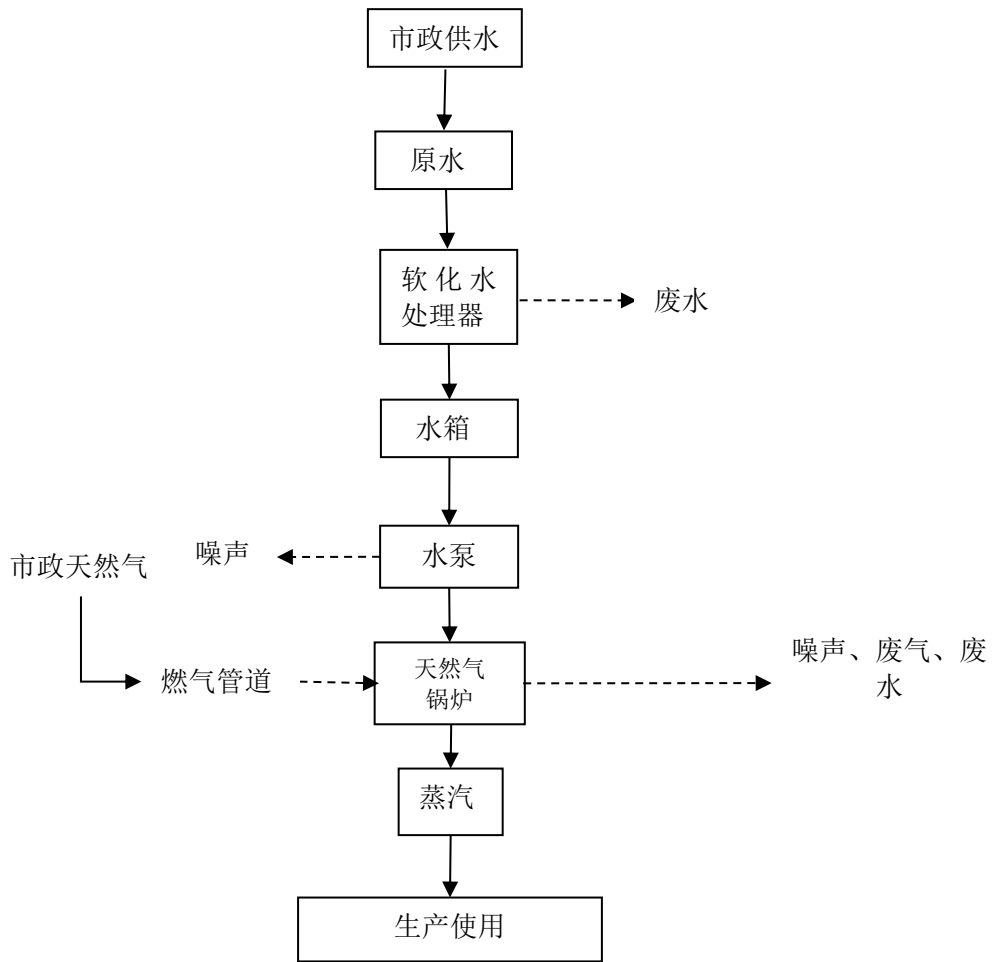 市政供水
原水
软化水
处理器
废水
水箱
水泵
噪声
市政天然气
燃气管道
天然气
锅炉
噪声、废气、废
水
蒸汽
生产使用